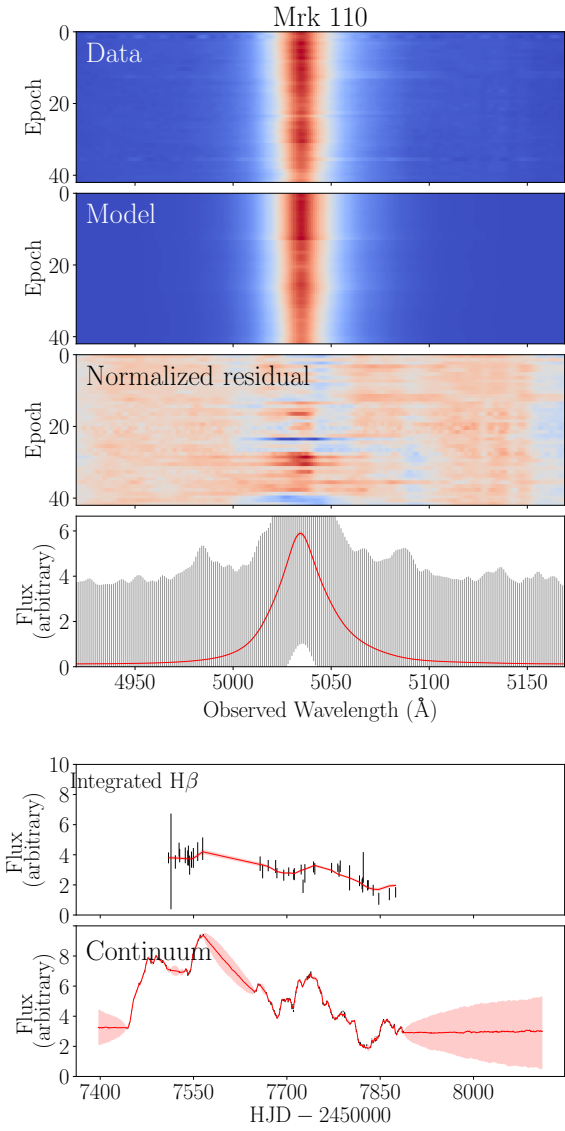 Mrk 110
0
20
40
Epoch
Data
0
20
40
Epoch
Model
0
20
40
Epoch
Normalized residual
0
2
4
6
Flux
(arbitrary)
4950 5000 5050 5100 5150
Observed Wavelength (Å)
10
8
6
4
2
0
Flux
(arbitrary)
Integrated Hβ
10
8
6
4
2
0
Flux
(arbitrary)
Continuum
7400 7550 7700 7850 8000
HJD − 2450000